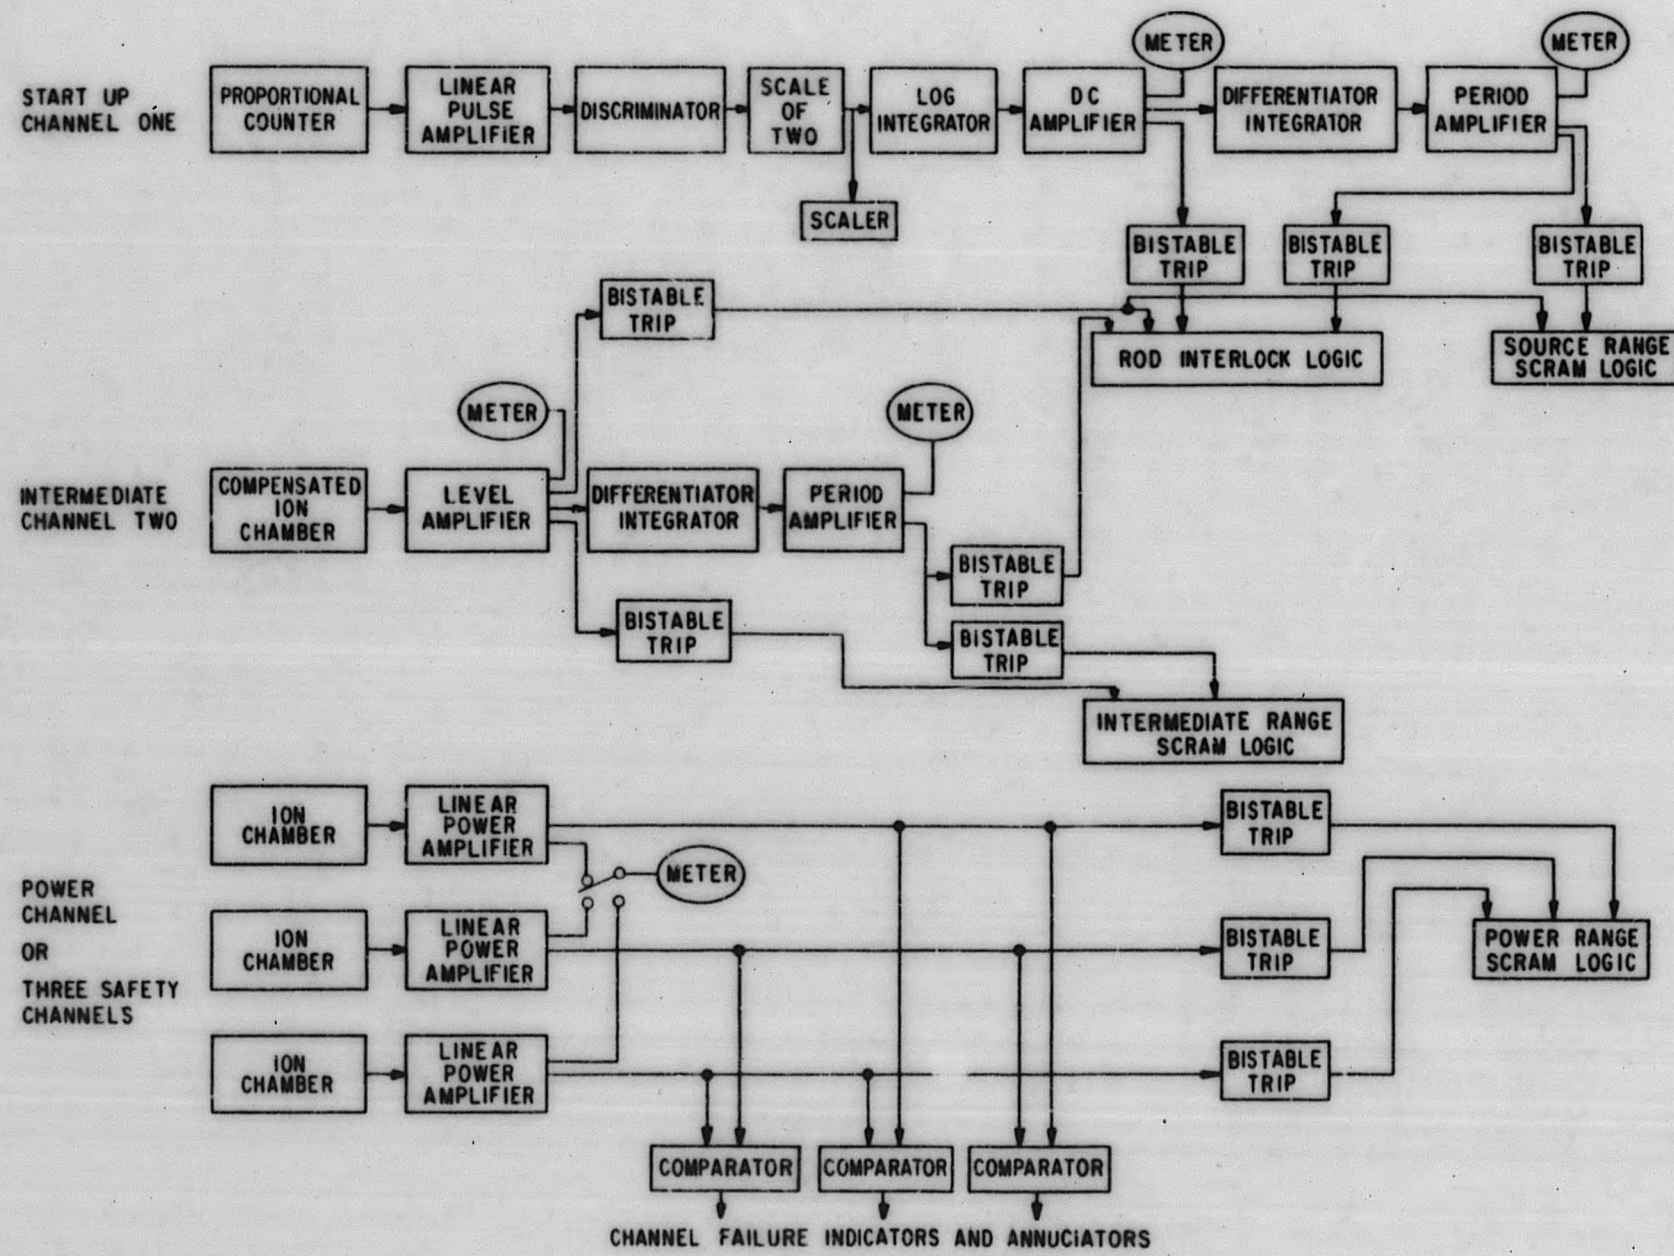 START UP
CHANNEL ONE
PROPORTIONAL
COUNTER
LINEAR
PULSE
AMPLIFIER
DISCRIMINATOR
SCALE
OF
TWO
LOG
INTEGRATOR
DC
AMPLIFIER
METER
DIFFERENTIATOR
INTEGRATOR
PERIOD
AMPLIFIER
METER
SCALER
BISTABLE
TRIP
BISTABLE
TRIP
BISTABLE
TRIP
BISTABLE
TRIP
ROD INTERLOCK LOGIC
SOURCE RANGE
SCRAM LOGIC
METER
METER
INTERMEDIATE
CHANNEL TWO
COMPENSATED
ION
CHAMBER
LEVEL
AMPLIFIER
DIFFERENTIATOR
INTEGRATOR
PERIOD
AMPLIFIER
BISTABLE
TRIP
BISTABLE
TRIP
BISTABLE
TRIP
INTERMEDIATE RANGE
SCRAM LOGIC
POWER
CHANNEL
OR
THREE SAFETY
CHANNELS
ION
CHAMBER
LINEAR
POWER
AMPLIFIER
METER
BISTABLE
TRIP
ION
CHAMBER
LINEAR
POWER
AMPLIFIER
BISTABLE
TRIP
POWER RANGE
SCRAM LOGIC
ION
CHAMBER
LINEAR
POWER
AMPLIFIER
BISTABLE
TRIP
COMPARATOR
COMPARATOR
COMPARATOR
CHANNEL FAILURE INDICATORS AND ANNUCIATORS